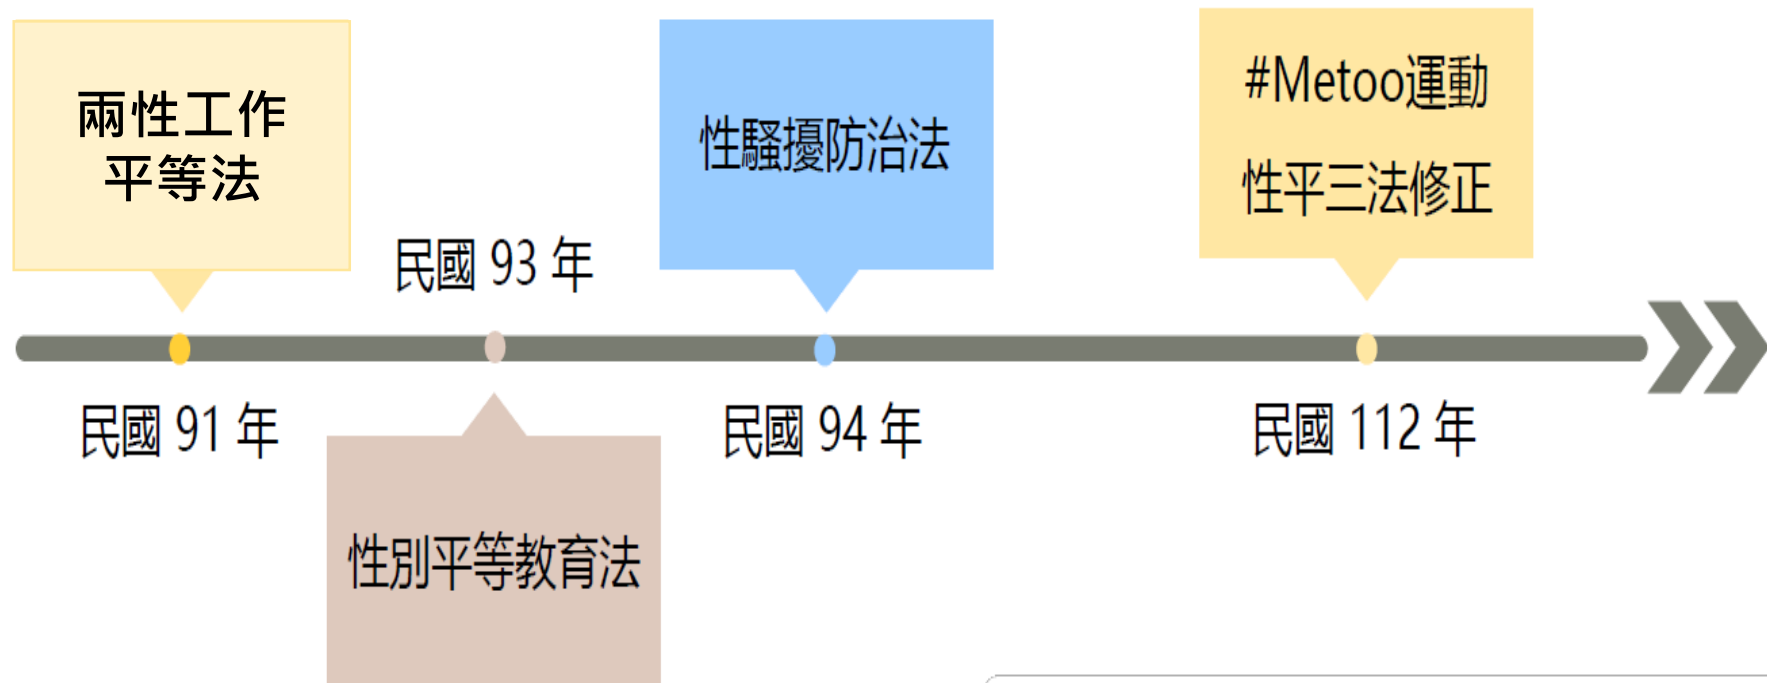 兩性工作
平等法
民國 91 年
民國 93 年
性別平等教育法
性騷擾防治法
民國 94 年
#Metoo運動
性平三法修正
民國 112 年